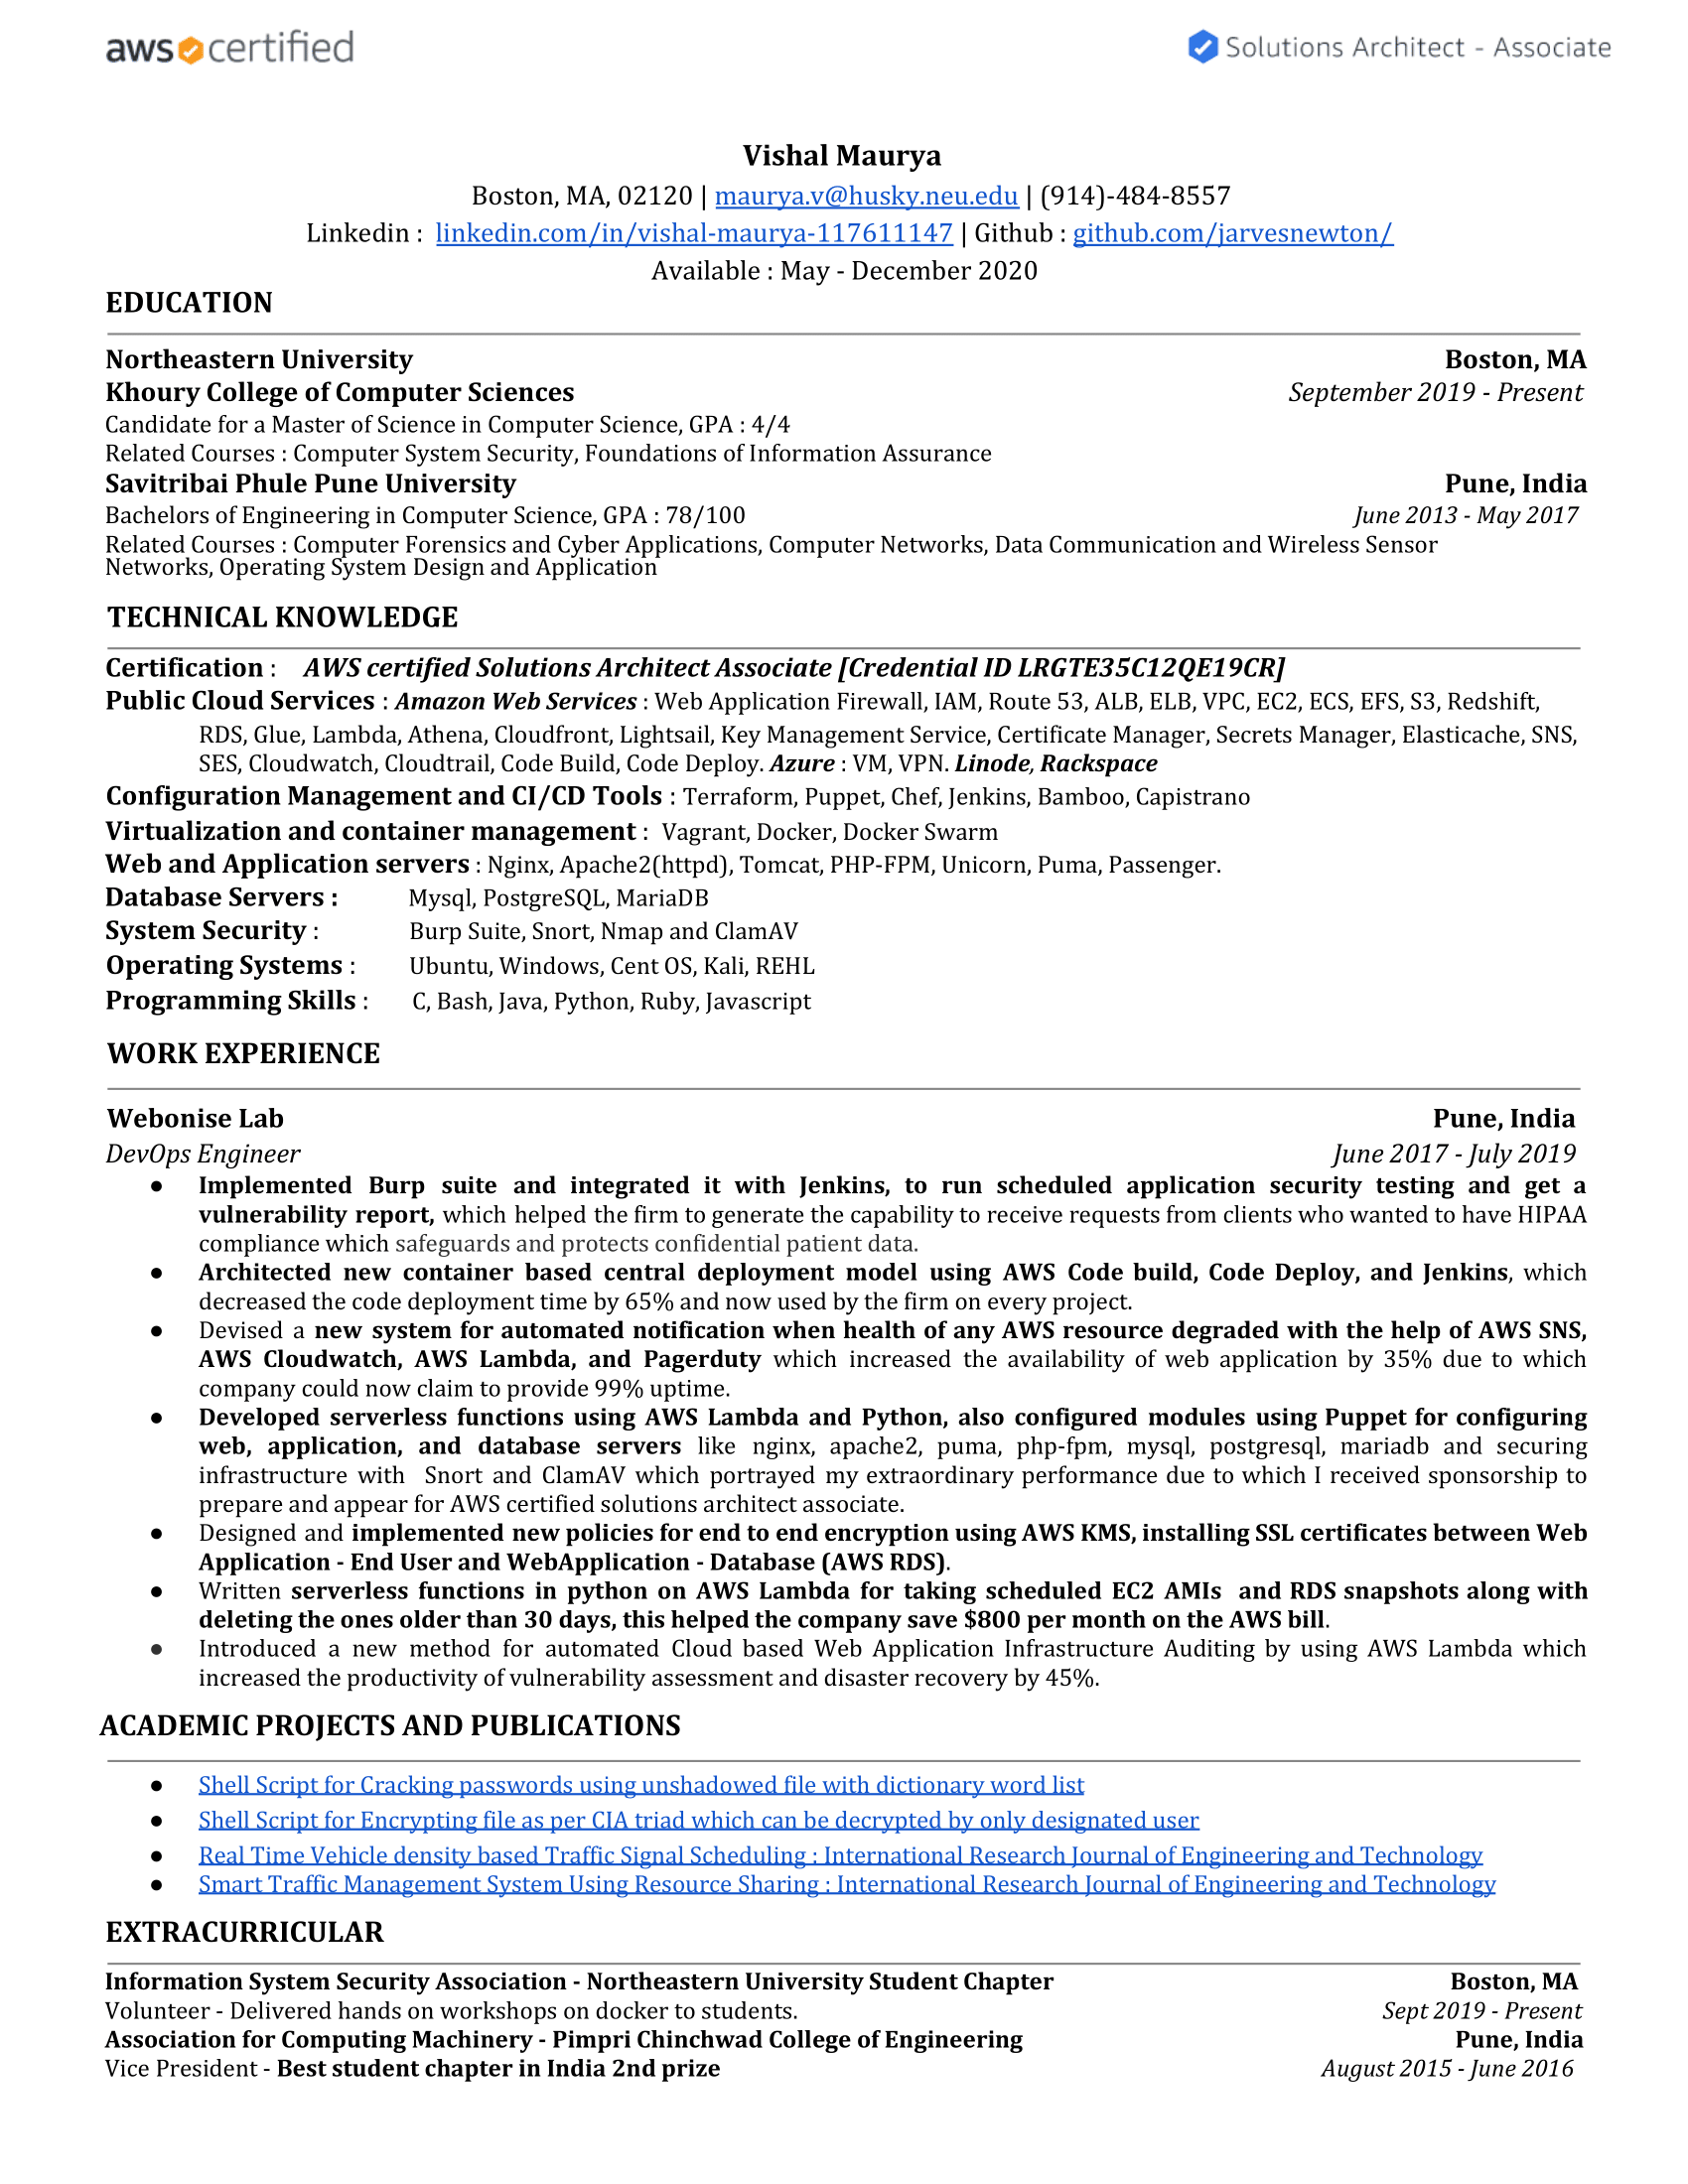 aws certified Solutions Architect - Associate
Vishal Maurya
Boston, MA, 02120 | maurya.v@husky.neu.edu | (914)-484-8557
Linkedin : linkedin.com/in/vishal-maurya-117611147 | Github : github.com/jarvesnewton/
Available : May - December 2020
EDUCATION
Northeastern University Boston, MA
Khoury College of Computer Sciences September 2019 - Present
Candidate for a Master of Science in Computer Science, GPA : 4/4
Related Courses : Computer System Security, Foundations of Information Assurance
Savitribai Phule Pune University Pune, India
Bachelors of Engineering in Computer Science, GPA : 78/100 June 2013 - May 2017
Related Courses : Computer Forensics and Cyber Applications, Computer Networks, Data Communication and Wireless Sensor
Networks, Operating System Design and Application
TECHNICAL KNOWLEDGE
Certification : AWS certified Solutions Architect Associate [Credential ID LRGTE35C12QE19CR]
Public Cloud Services : Amazon Web Services : Web Application Firewall, IAM, Route 53, ALB, ELB, VPC, EC2, ECS, EFS, S3, Redshift,
RDS, Glue, Lambda, Athena, Cloudfront, Lightsail, Key Management Service, Certificate Manager, Secrets Manager, Elasticache, SNS,
SES, Cloudwatch, Cloudtrail, Code Build, Code Deploy. Azure : VM, VPN. Linode, Rackspace
Configuration Management and CI/CD Tools : Terraform, Puppet, Chef, Jenkins, Bamboo, Capistrano
Virtualization and container management : Vagrant, Docker, Docker Swarm
Web and Application servers : Nginx, Apache2(httpd), Tomcat, PHP-FPM, Unicorn, Puma, Passenger.
Database Servers : Mysql, PostgreSQL, MariaDB
System Security : Burp Suite, Snort, Nmap and ClamAV
Operating Systems : Ubuntu, Windows, Cent OS, Kali, REHL
Programming Skills : C, Bash, Java, Python, Ruby, Javascript
WORK EXPERIENCE
Webonise Lab Pune, India
DevOps Engineer June 2017 - July 2019
● Implemented Burp suite and integrated it with Jenkins, to run scheduled application security testing and get a
vulnerability report, which helped the firm to generate the capability to receive requests from clients who wanted to have HIPAA
compliance which safeguards and protects confidential patient data.
● Architected new container based central deployment model using AWS Code build, Code Deploy, and Jenkins, which
decreased the code deployment time by 65% and now used by the firm on every project.
● Devised a new system for automated notification when health of any AWS resource degraded with the help of AWS SNS,
AWS Cloudwatch, AWS Lambda, and Pagerduty which increased the availability of web application by 35% due to which
company could now claim to provide 99% uptime.
● Developed serverless functions using AWS Lambda and Python, also configured modules using Puppet for configuring
web, application, and database servers like nginx, apache2, puma, php-fpm, mysql, postgresql, mariadb and securing
infrastructure with Snort and ClamAV which portrayed my extraordinary performance due to which I received sponsorship to
prepare and appear for AWS certified solutions architect associate.
● Designed and implemented new policies for end to end encryption using AWS KMS, installing SSL certificates between Web
Application - End User and WebApplication - Database (AWS RDS).
● Written serverless functions in python on AWS Lambda for taking scheduled EC2 AMIs and RDS snapshots along with
deleting the ones older than 30 days, this helped the company save $800 per month on the AWS bill.
● Introduced a new method for automated Cloud based Web Application Infrastructure Auditing by using AWS Lambda which
increased the productivity of vulnerability assessment and disaster recovery by 45%.
ACADEMIC PROJECTS AND PUBLICATIONS
● Shell Script for Cracking passwords using unshadowed file with dictionary word list
● Shell Script for Encrypting file as per CIA triad which can be decrypted by only designated user
● Real Time Vehicle density based Traffic Signal Scheduling : International Research Journal of Engineering and Technology
● Smart Traffic Management System Using Resource Sharing : International Research Journal of Engineering and Technology
EXTRACURRICULAR
Information System Security Association - Northeastern University Student Chapter Boston, MA
Volunteer - Delivered hands on workshops on docker to students. Sept 2019 - Present
Association for Computing Machinery - Pimpri Chinchwad College of Engineering Pune, India
Vice President - Best student chapter in India 2nd prize August 2015 - June 2016